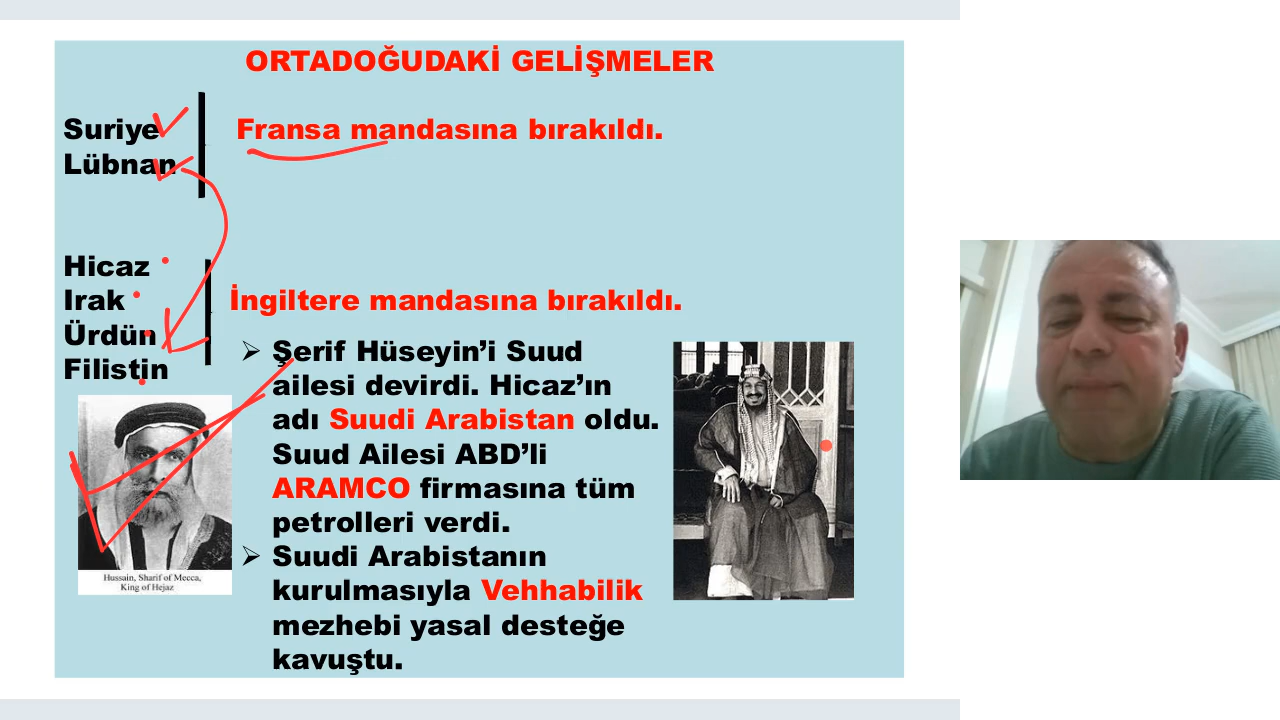 ORTADOĞUDAKİ GELİŞMELER
Suriye
Lübnan
Fransa mandasına bırakıldı.
Hicaz
Irak
Ürdün
Filistin
İngiltere mandasına bırakıldı.
➢ Şerif Hüseyin’i Suud
ailesi devirdi. Hicaz’ın
adı Suudi Arabistan oldu.
Suud Ailesi ABD’li
ARAMCO firmasına tüm
petrolleri verdi.
➢ Suudi Arabistanın
kurulmasıyla Vehhabilik
mezhebi yasal desteğe
kavuştu.
Hussain, Sharif of Mecca,
King of Hejaz